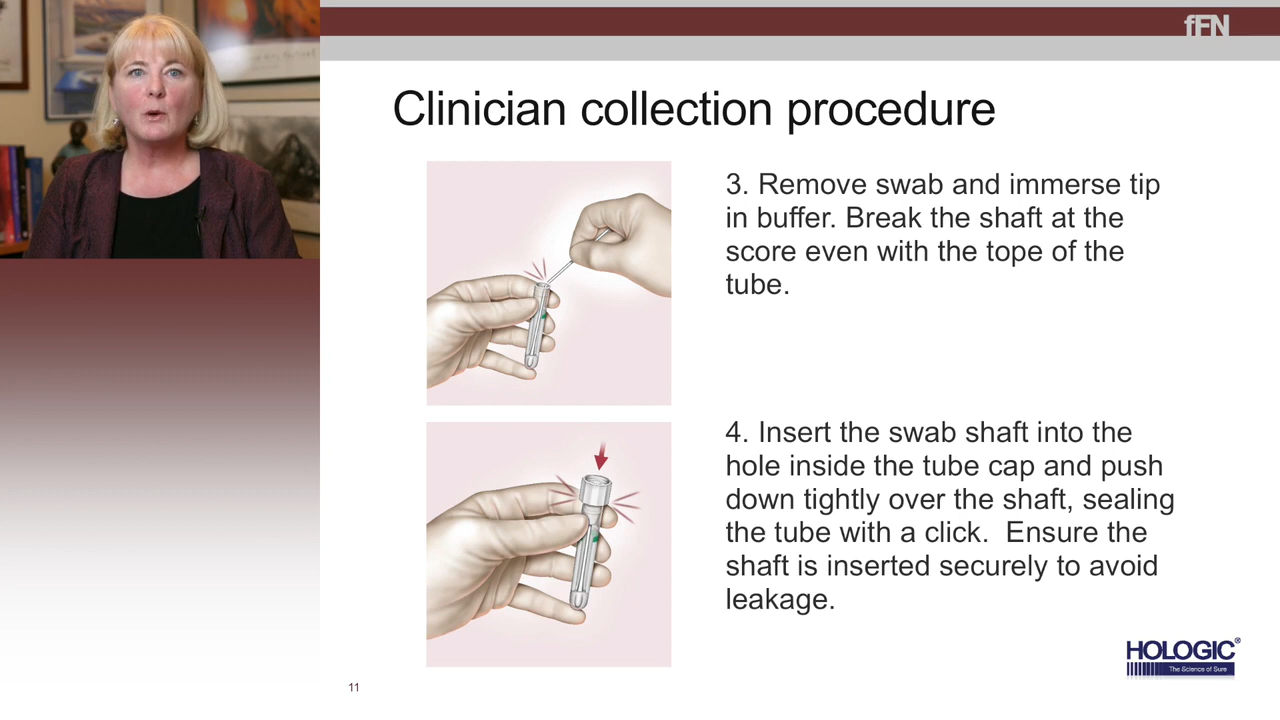 fFN
Clinician collection procedure
3. Remove swab and immerse tip
in buffer. Break the shaft at the
score even with the tope of the
tube.
4. Insert the swab shaft into the
hole inside the tube cap and push
down tightly over the shaft, sealing
the tube with a click.  Ensure the
shaft is inserted securely to avoid
leakage.
HOLOGIC®
The Science of Sure
11